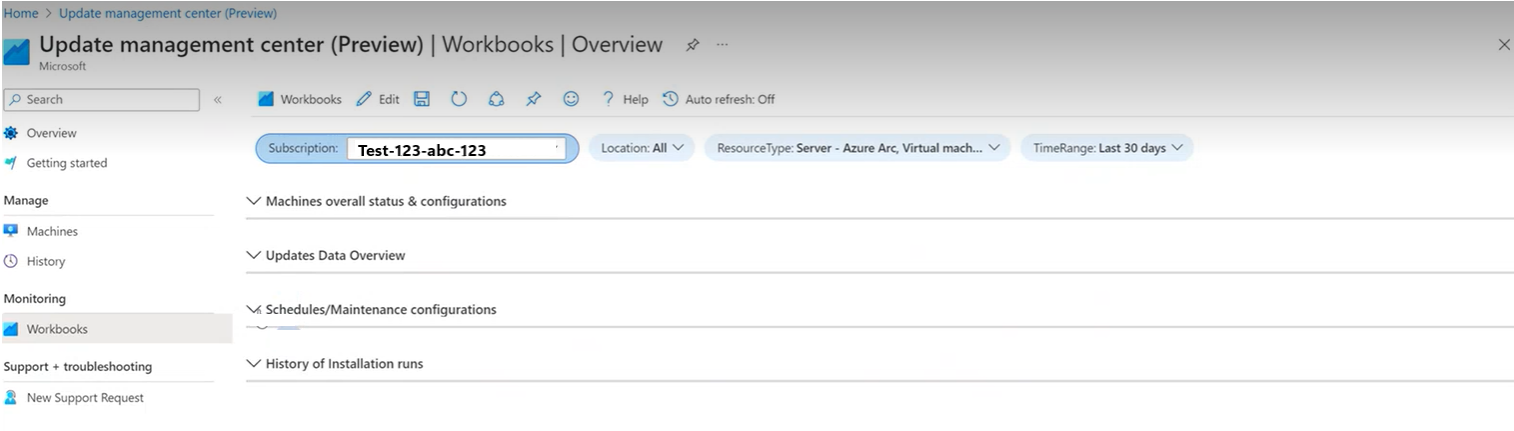 Home > Update management center (Preview)
Update management center (Preview) | Workbooks | Overview ...
Microsoft
Search «
Workbooks Edit ? Help Auto refresh: Off
Overview
Getting started
Subscription: Test-123-abc-123 Location: All ResourceType: Server - Azure Arc, Virtual mach... TimeRange: Last 30 days
Manage
Machines
History
Machines overall status & configurations
Updates Data Overview
Monitoring
Workbooks
Schedules/Maintenance configurations
Support + troubleshooting
New Support Request
History of Installation runs